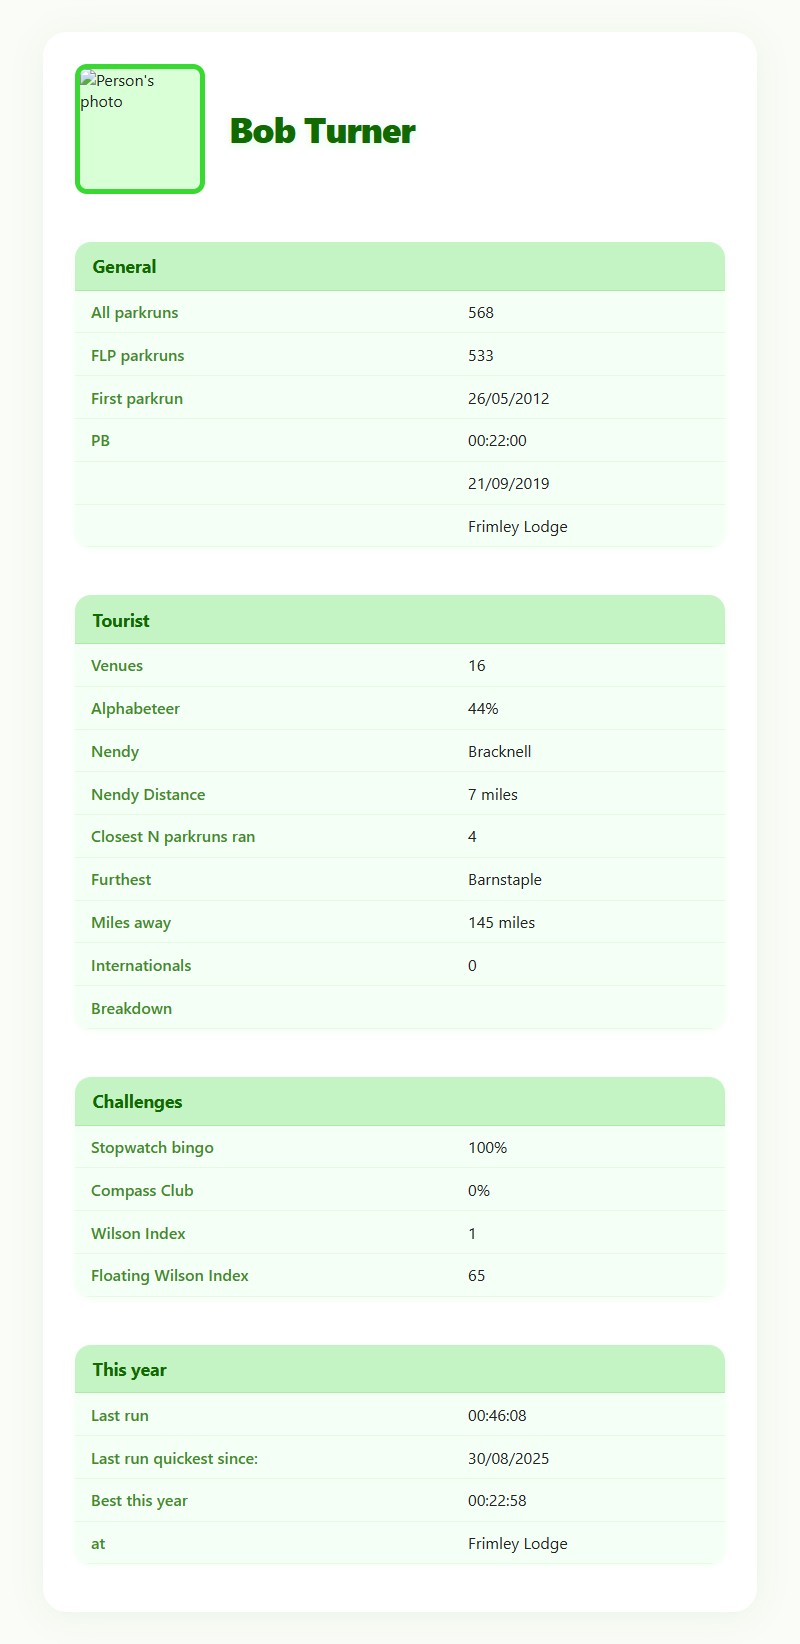 Person's
photo
Bob Turner
General
All parkruns 568
FLP parkruns 533
First parkrun 26/05/2012
PB 00:22:00
21/09/2019
Frimley Lodge
Tourist
Venues 16
Alphabeteer 44%
Nendy Bracknell
Nendy Distance 7 miles
Closest N parkruns ran 4
Furthest Barnstaple
Miles away 145 miles
Internationals 0
Breakdown
Challenges
Stopwatch bingo 100%
Compass Club 0%
Wilson Index 1
Floating Wilson Index 65
This year
Last run 00:46:08
Last run quickest since: 30/08/2025
Best this year 00:22:58
at Frimley Lodge